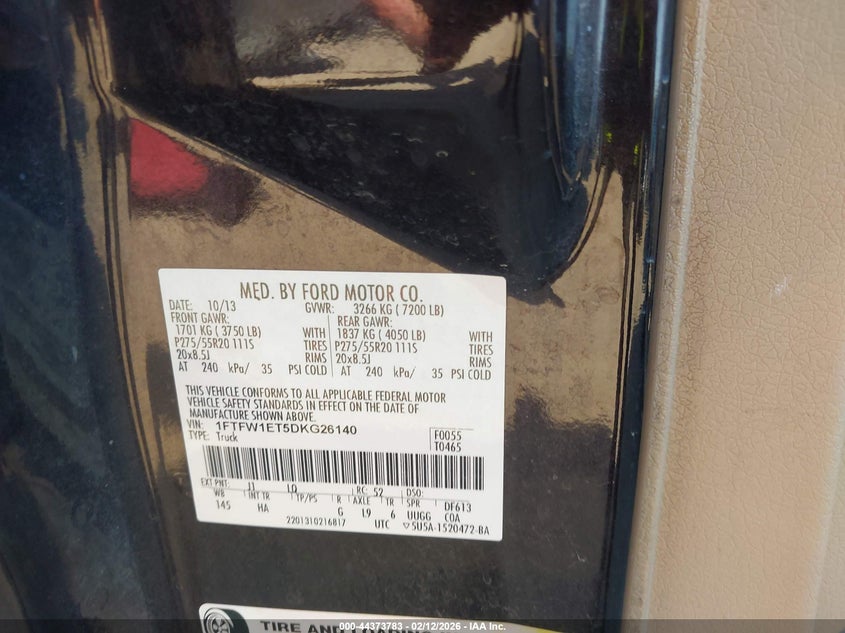 MFD. BY FORD MOTOR CO.
DATE: 10/13 GVWR: 3266 KG ( 7200 LB)
FRONT GAWR: REAR GAWR:
1701 KG ( 3750 LB) WITH 1837 KG ( 4050 LB) WITH
P275/55R20 111S TIRES P275/55R20 111S TIRES
20x8.5J RIMS 20x8.5J RIMS
AT 240 kPa/ 35 PSI COLD AT 240 kPa/ 35 PSI COLD
THIS VEHICLE CONFORMS TO ALL APPLICABLE FEDERAL MOTOR
VEHICLE SAFETY STANDARDS IN EFFECT ON THE DATE OF
MANUFACTURE SHOWN ABOVE.
VIN: 1FTFW1ET5DKG26140
TYPE: Truck
F0055
T0465
EXT PNT: J1 LQ RC: 52 DSO:
WB INT TR TP/PS R AXLE TR SPR DF613
145 HA G L9 6 UUGG COA
2201310216817 UTC ▽5U5A-1520472-BA
TIRE AND LOADING
000-44373783 - 02/12/2026 - IAA Inc.